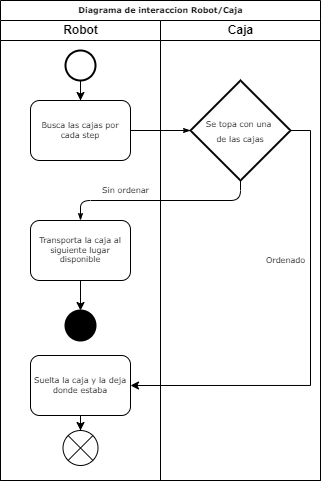 Diagrama de interaccion Robot/Caja
Robot
Caja
Busca las cajas por
cada step
Se topa con una
de las cajas
Sin ordenar
Transporta la caja al
siguiente lugar
disponible
Ordenado
Suelta la caja y la deja
donde estaba